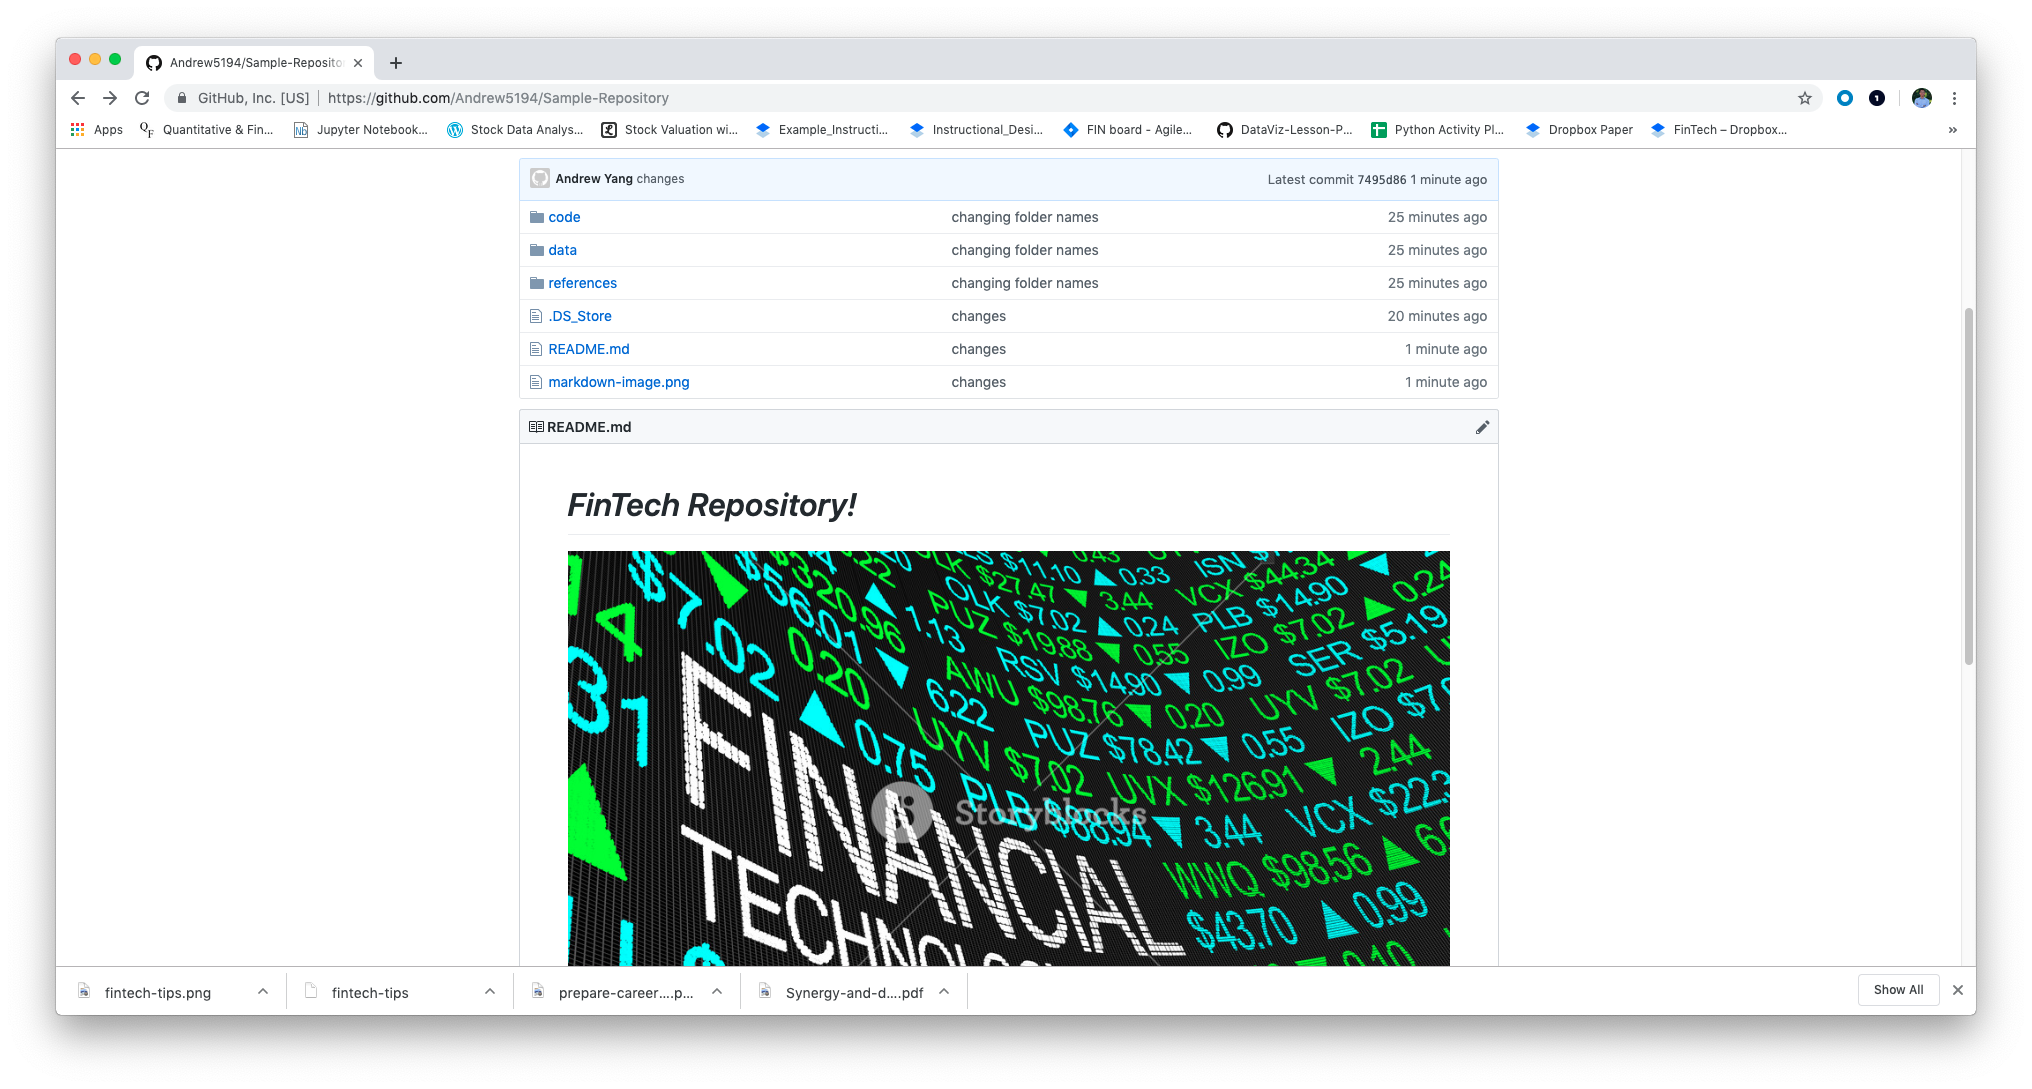 Andrew5194/Sample-Reposito
GitHub, Inc. [US] | https://github.com/Andrew5194/Sample-Repository
Apps Quantitative & Fin... Jupyter Notebook... Stock Data Analys... Stock Valuation wi... Example_Instructi... Instructional_Desi... FIN board - Agile... DataViz-Lesson-P... Python Activity Pl... Dropbox Paper FinTech – Dropbox... »
Andrew Yang changes Latest commit 7495d86 1 minute ago
code changing folder names 25 minutes ago
data changing folder names 25 minutes ago
references changing folder names 25 minutes ago
.DS_Store changes 20 minutes ago
README.md changes 1 minute ago
markdown-image.png changes 1 minute ago
README.md
FinTech Repository!
$11.10 0.33 ISN
$27.47 3.44 VCX $44.34
OLK $7.02 0.24 PLB $14.90 0.24
PUZ $19.88 0.55 IZO $7.02
RSV $14.90 0.99 SER $5.19
AWU $98.76 0.20 UYV $7.02
6.22 PUZ $78.42 0.55 IZO
UYV $7.02 UVX $126.91 2.44
PLB $66.94 3.44 VCX
WWQ $98.56
$43.70 0.99
$7.02 0.20
$56.01 0.75
$320.96 1.13
31
Storyblocks
FINANCIAL
fintech-tips.png fintech-tips prepare-career....p... Synergy-and-d....pdf Show All